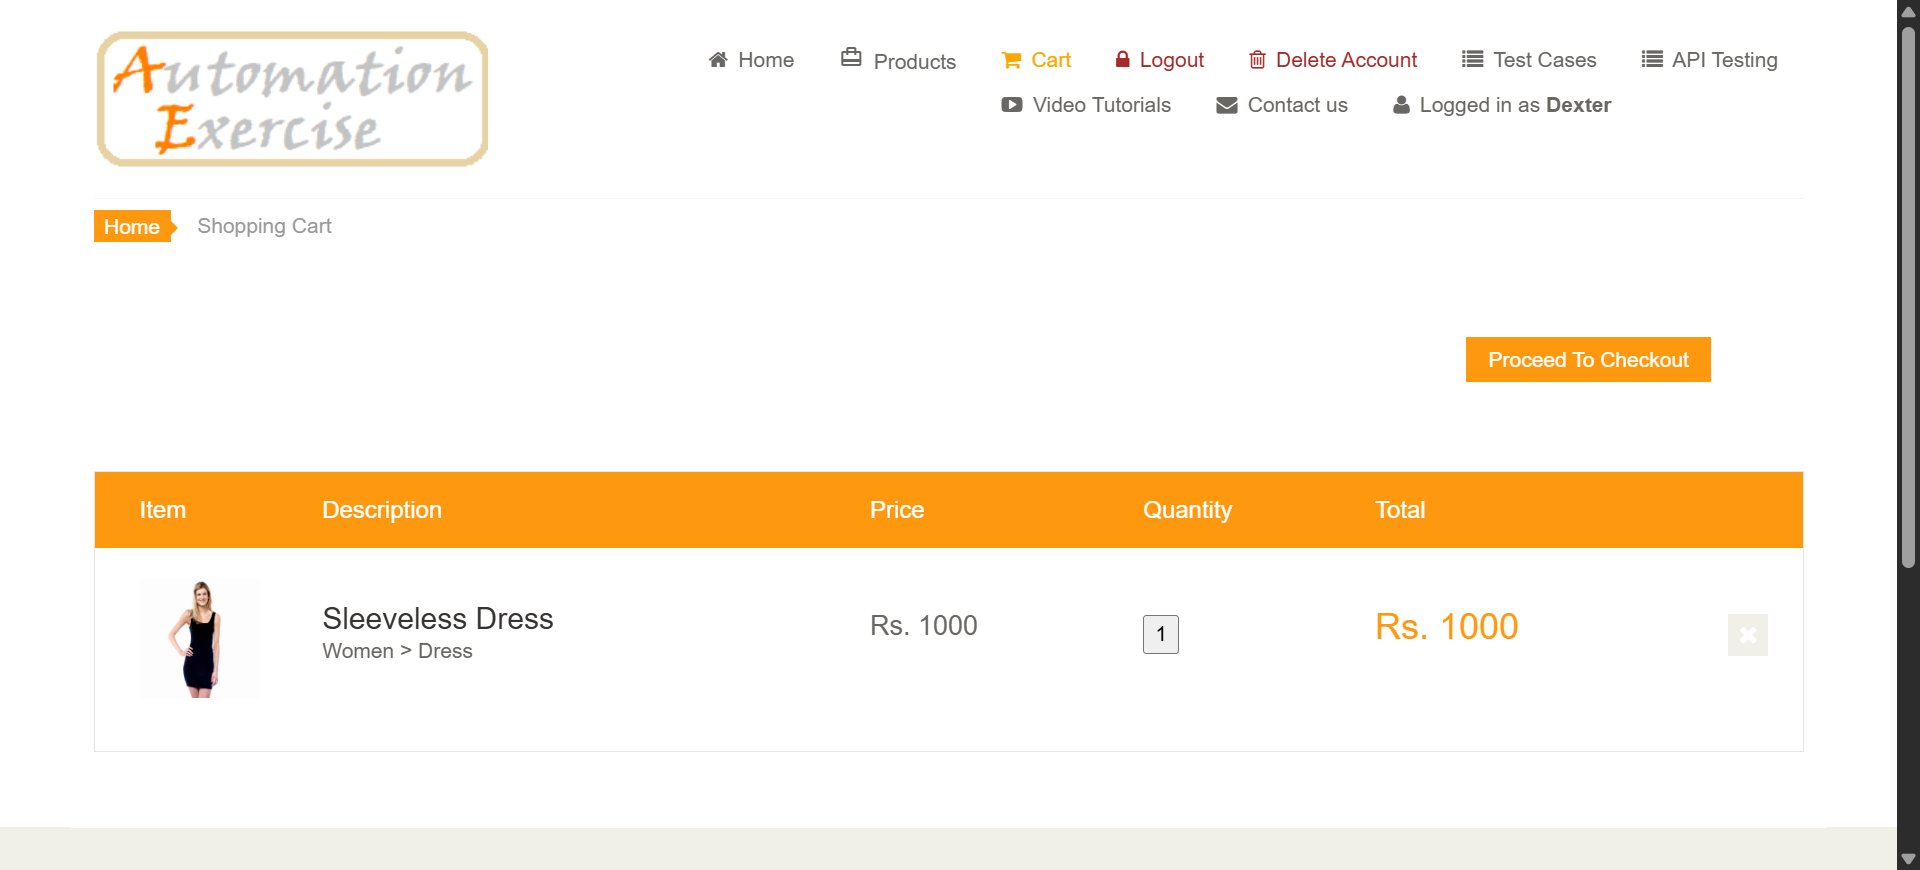 Automation
Exercise
Home
Products
Cart
Logout
Delete Account
Test Cases
API Testing
Video Tutorials
Contact us
Logged in as Dexter
Home
Shopping Cart
Proceed To Checkout
Item Description Price Quantity Total
Sleeveless Dress
Women > Dress
Rs. 1000
1
Rs. 1000